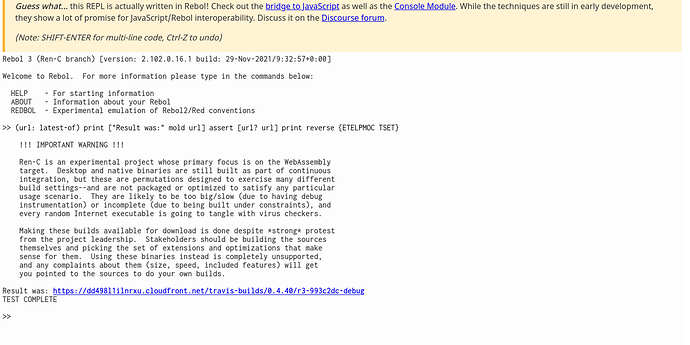 Guess what... this REPL is actually written in Rebol! Check out the bridge to JavaScript as well as the Console Module. While the techniques are still in early development,
they show a lot of promise for JavaScript/Rebol interoperability. Discuss it on the Discourse forum.
(Note: SHIFT-ENTER for multi-line code, Ctrl-Z to undo)
Rebol 3 (Ren-C branch) [version: 2.102.0.16.1 build: 29-Nov-2021/9:32:57+0:00]
Welcome to Rebol.  For more information please type in the commands below:
HELP    - For starting information
ABOUT   - Information about your Rebol
REDBOL  - Experimental emulation of Rebol2/Red conventions
>> (url: latest-of) print ["Result was:" mold url] assert [url? url] print reverse {ETELPMOC TSET}
!!! IMPORTANT WARNING !!!
Ren-C is an experimental project whose primary focus is on the WebAssembly
target.  Desktop and native binaries are still built as part of continuous
integration, but these are permutations designed to exercise many different
build settings--and are not packaged or optimized to satisfy any particular
usage scenario.  They are likely to be too big/slow (due to having debug
instrumentation) or incomplete (due to being built under constraints), and
every random Internet executable is going to tangle with virus checkers.
Making these builds available for download is done despite *strong* protest
from the project leadership.  Stakeholders should be building the sources
themselves and picking the set of extensions and optimizations that make
sense for them.  Using these binaries instead is completely unsupported,
and any complaints about them (size, speed, included features) will get
you pointed to the sources to do your own builds.
Result was: https://dd498l1ilnrxu.cloudfront.net/travis-builds/0.4.40/r3-993c2dc-debug
TEST COMPLETE
>>